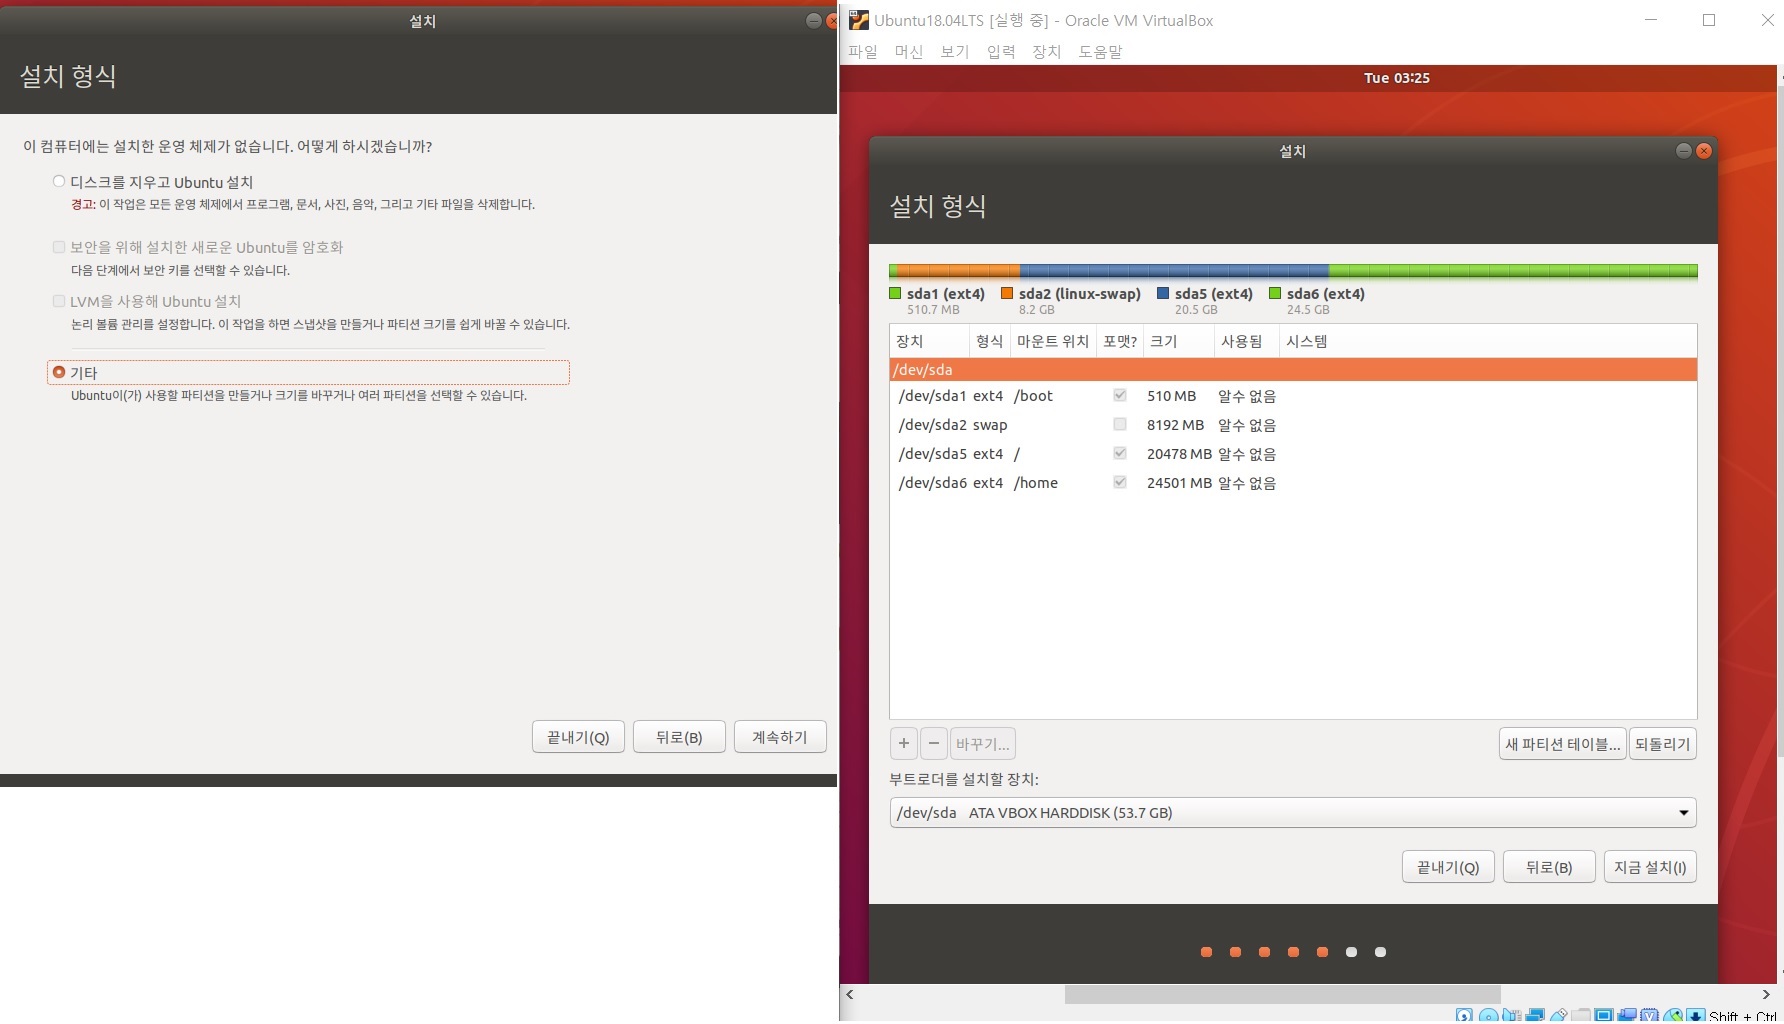 설치
설치 형식
이 컴퓨터에는 설치한 운영 체제가 없습니다. 어떻게 하시겠습니까?
디스크를 지우고 Ubuntu 설치
경고: 이 작업은 모든 운영 체제에서 프로그램, 문서, 사진, 음악, 그리고 기타 파일을 삭제합니다.
보안을 위해 설치한 새로운 Ubuntu를 암호화
다음 단계에서 보안 키를 선택할 수 있습니다.
LVM을 사용해 Ubuntu 설치
논리 볼륨 관리를 설정합니다. 이 작업을 하면 스냅샷을 만들거나 파티션 크기를 쉽게 바꿀 수 있습니다.
기타
Ubuntu이(가) 사용할 파티션을 만들거나 크기를 바꾸거나 여러 파티션을 선택할 수 있습니다.
끝내기(Q) 뒤로(B) 계속하기
Ubuntu18.04LTS [실행 중] - Oracle VM VirtualBox
파일 머신 보기 입력 장치 도움말
Tue 03:25
설치
설치 형식
sda1 (ext4) sda2 (linux-swap) sda5 (ext4) sda6 (ext4)
510.7 MB 8.2 GB 20.5 GB 24.5 GB
장치 형식 마운트 위치 포맷? 크기 사용됨 시스템
/dev/sda
/dev/sda1 ext4 /boot 510 MB 알수 없음
/dev/sda2 swap 8192 MB 알수 없음
/dev/sda5 ext4 / 20478 MB 알수 없음
/dev/sda6 ext4 /home 24501 MB 알수 없음
+ − 바꾸기... 새 파티션 테이블... 되돌리기
부트로더를 설치할 장치:
/dev/sda ATA VBOX HARDDISK (53.7 GB)
끝내기(Q) 뒤로(B) 지금 설치(I)
Shift + Ctrl